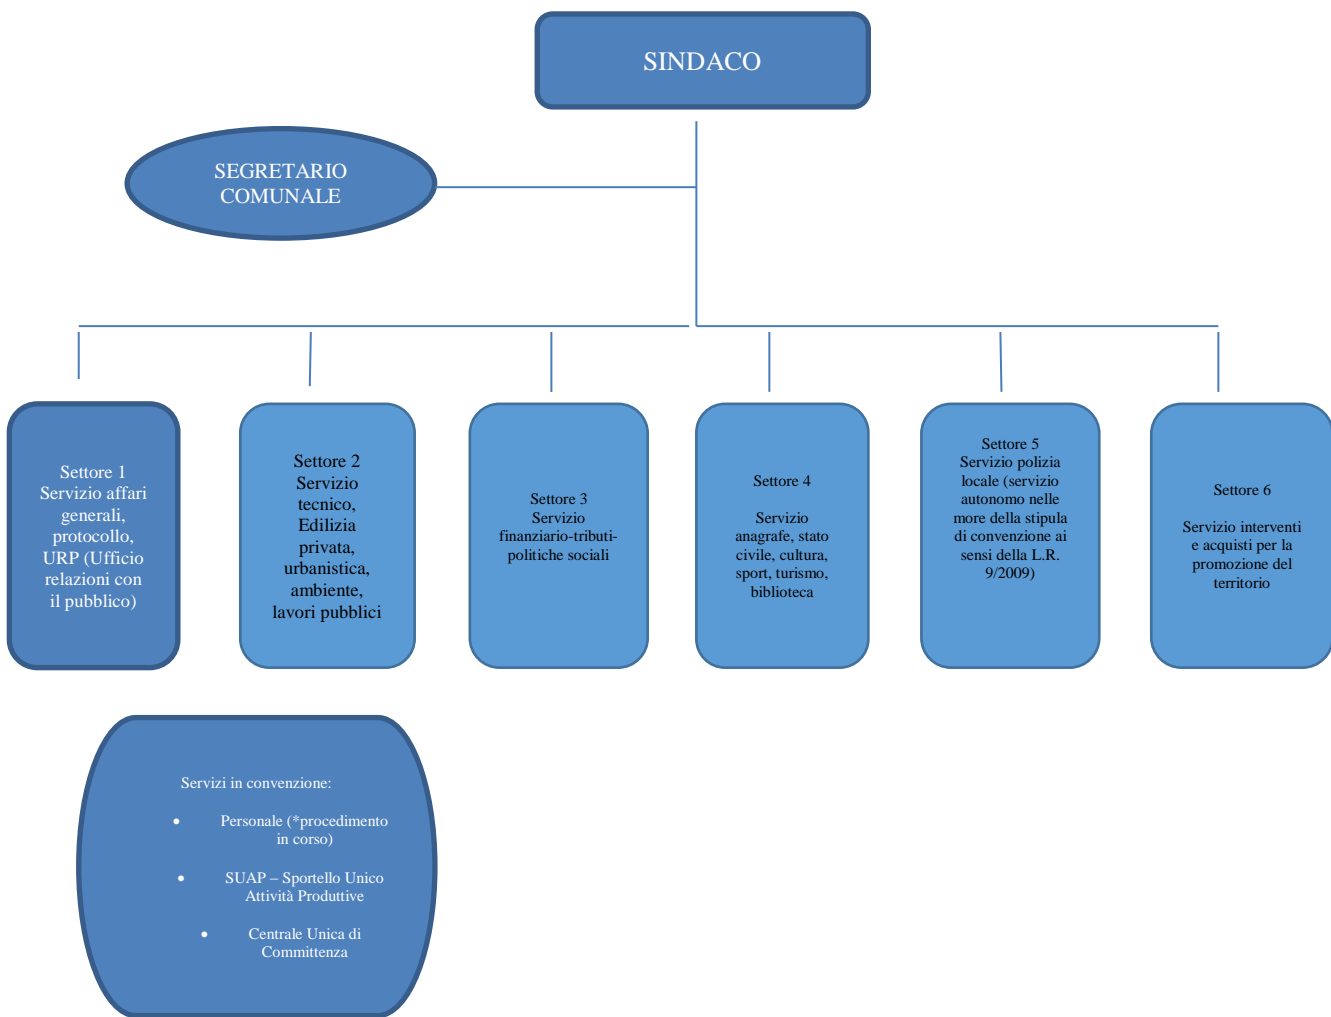 SINDACO
SEGRETARIO
COMUNALE
Settore 1
Servizio affari
generali,
protocollo,
URP (Ufficio
relazioni con
il pubblico)
Settore 2
Servizio
tecnico,
Edilizia
privata,
urbanistica,
ambiente,
lavori pubblici
Settore 3
Servizio
finanziario-tributi-
politiche sociali
Settore 4
Servizio
anagrafe, stato
civile, cultura,
sport, turismo,
biblioteca
Settore 5
Servizio polizia
locale (servizio
autonomo nelle
more della stipula
di convenzione ai
sensi della L.R.
9/2009)
Settore 6
Servizio interventi
e acquisti per la
promozione del
territorio
Servizi in convenzione:
• Personale (*procedimento
in corso)
• SUAP – Sportello Unico
Attività Produttive
• Centrale Unica di
Committenza